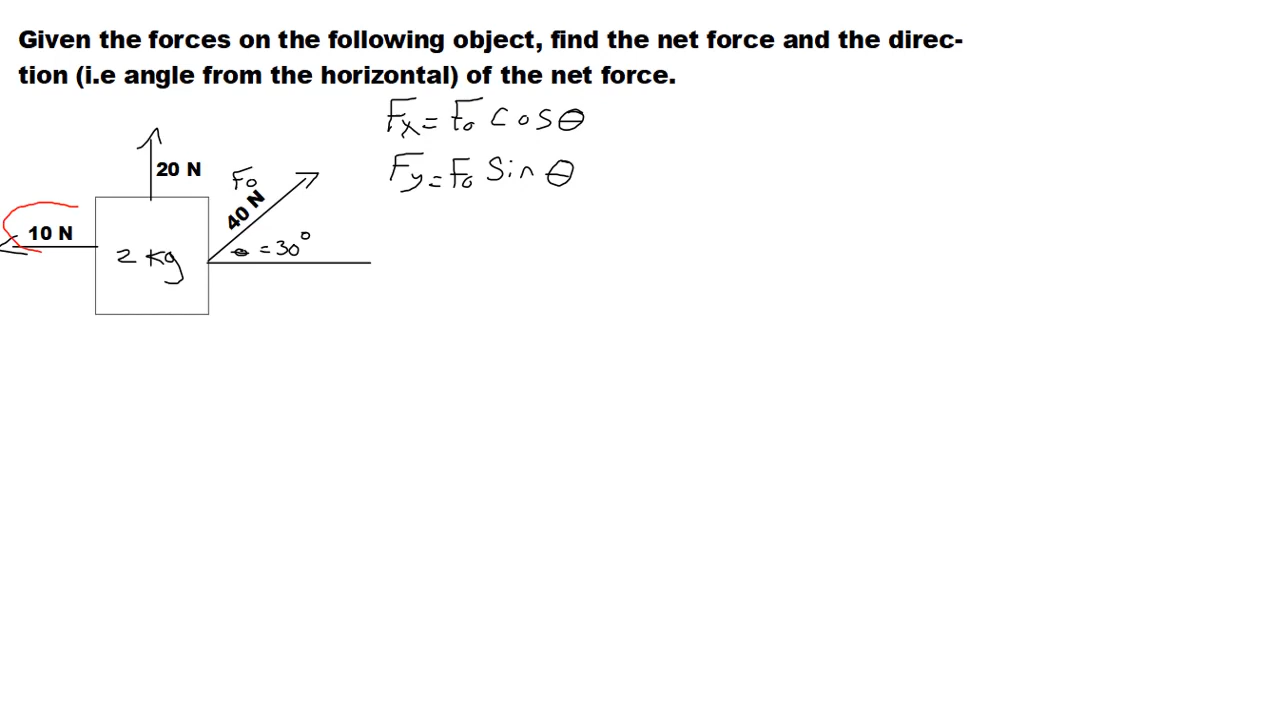 Given the forces on the following object, find the net force and the direc-
tion (i.e angle from the horizontal) of the net force.
Fx = Fo cos θ
Fy = Fo Sin θ
20 N
Fo
40 N
10 N
θ = 30°
2 kg